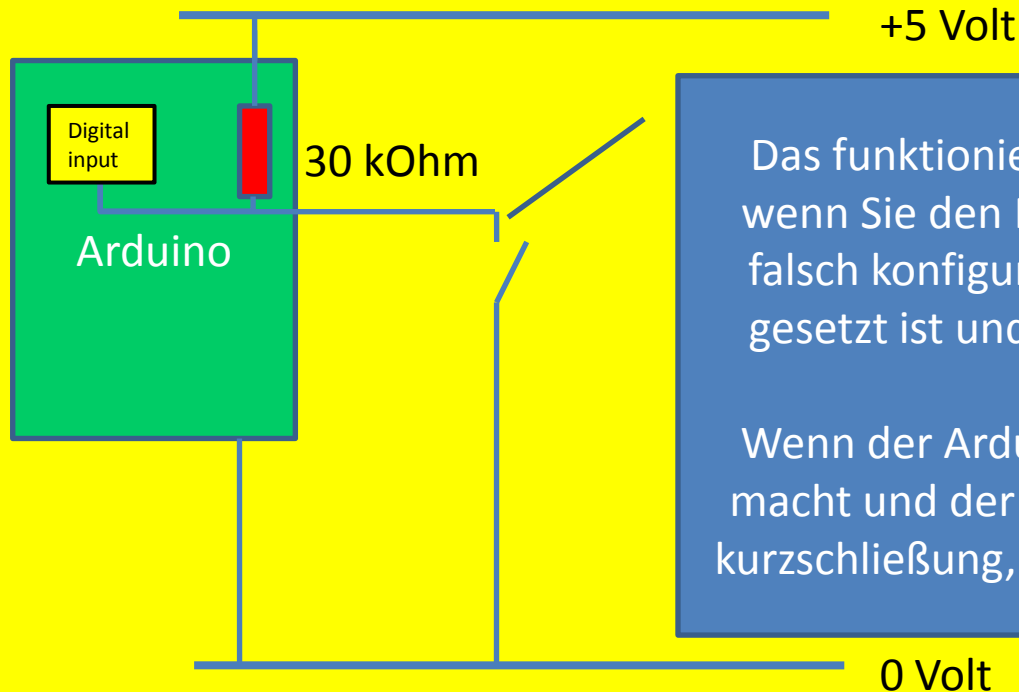 +5 Volt
Digital
input
30 kOhm
Arduino
Das funktionie
wenn Sie den
falsch konfigu
gesetzt ist und
Wenn der Ardu
macht und der
kurzschließung,
0 Volt